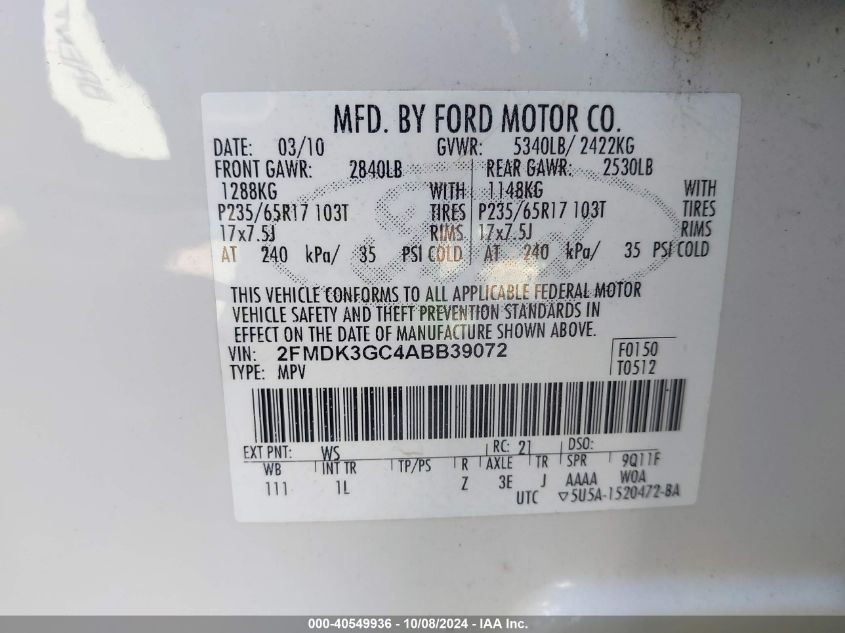 MFD. BY FORD MOTOR CO.
DATE: 03/10 GVWR: 5340LB/ 2422KG
FRONT GAWR: 2840LB REAR GAWR: 2530LB
1288KG WITH 1148KG WITH
P235/65R17 103T TIRES P235/65R17 103T TIRES
17x7.5J RIMS 17x7.5J RIMS
AT 240 kPa/ 35 PSI COLD AT 240 kPa/ 35 PSI COLD
THIS VEHICLE CONFORMS TO ALL APPLICABLE FEDERAL MOTOR
VEHICLE SAFETY AND THEFT PREVENTION STANDARDS IN
EFFECT ON THE DATE OF MANUFACTURE SHOWN ABOVE.
VIN: 2FMDK3GC4ABB39072 F0150
TYPE: MPV T0512
EXT PNT: WS RC: 21 DSO:
WB INT TR TP/PS R AXLE TR SPR 9Q11F
111 1L Z 3E J AAAA W0A
UTC ▽5U5A-1520472-BA
000-40549936 - 10/08/2024 - IAA Inc.